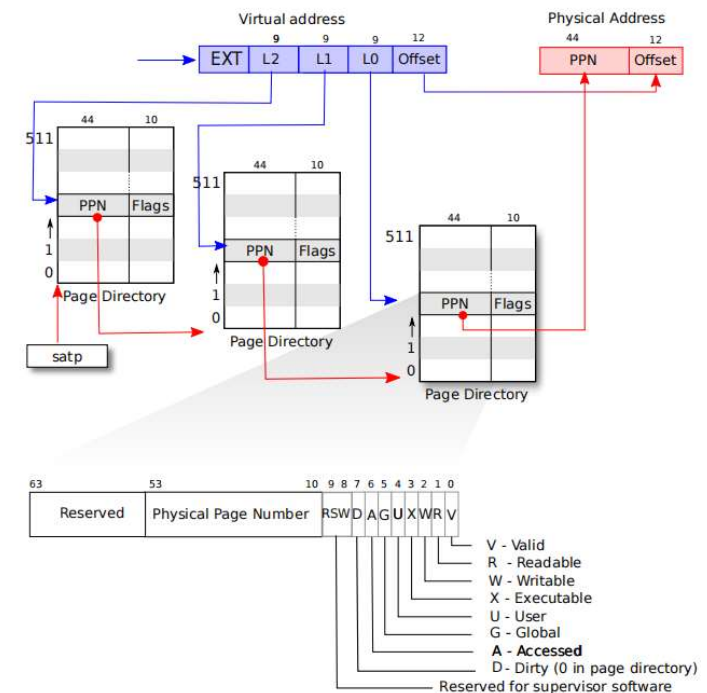 Virtual address
Physical Address
9 9 9 12
44 12
EXT L2 L1 L0 Offset
PPN Offset
44 10
511
PPN Flags
1
0
Page Directory
satp
44 10
511
PPN Flags
1
0
Page Directory
44 10
511
PPN Flags
1
0
Page Directory
63 53 10 9 8 7 6 5 4 3 2 1 0
Reserved Physical Page Number RSW D A G U X W R V
V - Valid
R - Readable
W - Writable
X - Executable
U - User
G - Global
A - Accessed
D - Dirty (0 in page directory)
Reserved for supervisor software